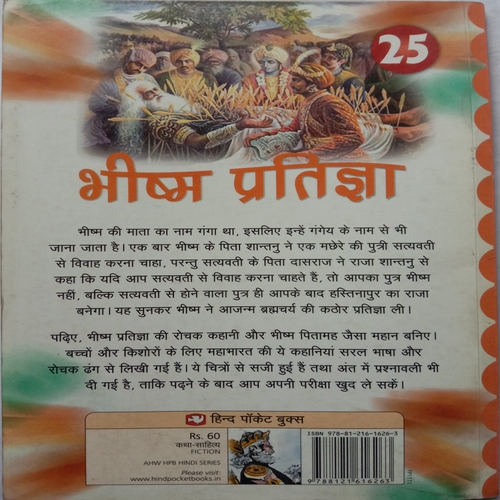 25
भीष्म प्रतिज्ञा
भीष्म की माता का नाम गंगा था, इसलिए इन्हें गंगेय के नाम से भी
जाना जाता है। एक बार भीष्म के पिता शान्तनु ने एक मछेरे की पुत्री सत्यवती
से विवाह करना चाहा, परन्तु सत्यवती के पिता दासराज ने राजा शान्तनु से
कहा कि यदि आप सत्यवती से विवाह करना चाहते हैं, तो आपका पुत्र भीष्म
नहीं, बल्कि सत्यवती से होने वाला पुत्र ही आपके बाद हस्तिनापुर का राजा
बनेगा। यह सुनकर भीष्म ने आजन्म ब्रह्मचर्य की कठोर प्रतिज्ञा ली।
पढ़िए, भीष्म प्रतिज्ञा की रोचक कहानी और भीष्म पितामह जैसा महान बनिए।
बच्चों और किशोरों के लिए महाभारत की ये कहानियां सरल भाषा और
रोचक ढंग से लिखी गई हैं। ये चित्रों से सजी हुई हैं तथा अंत में प्रश्नावली भी
दी गई है, ताकि पढ़ने के बाद आप अपनी परीक्षा खुद ले सकें।
हिन्द पॉकेट बुक्स
Rs. 60
कथा-साहित्य
FICTION
AHW HPB HINDI SERIES
Please visit:
www.hindpocketbooks.in
ISBN 978-81-216-1626-3
9 788121 616263